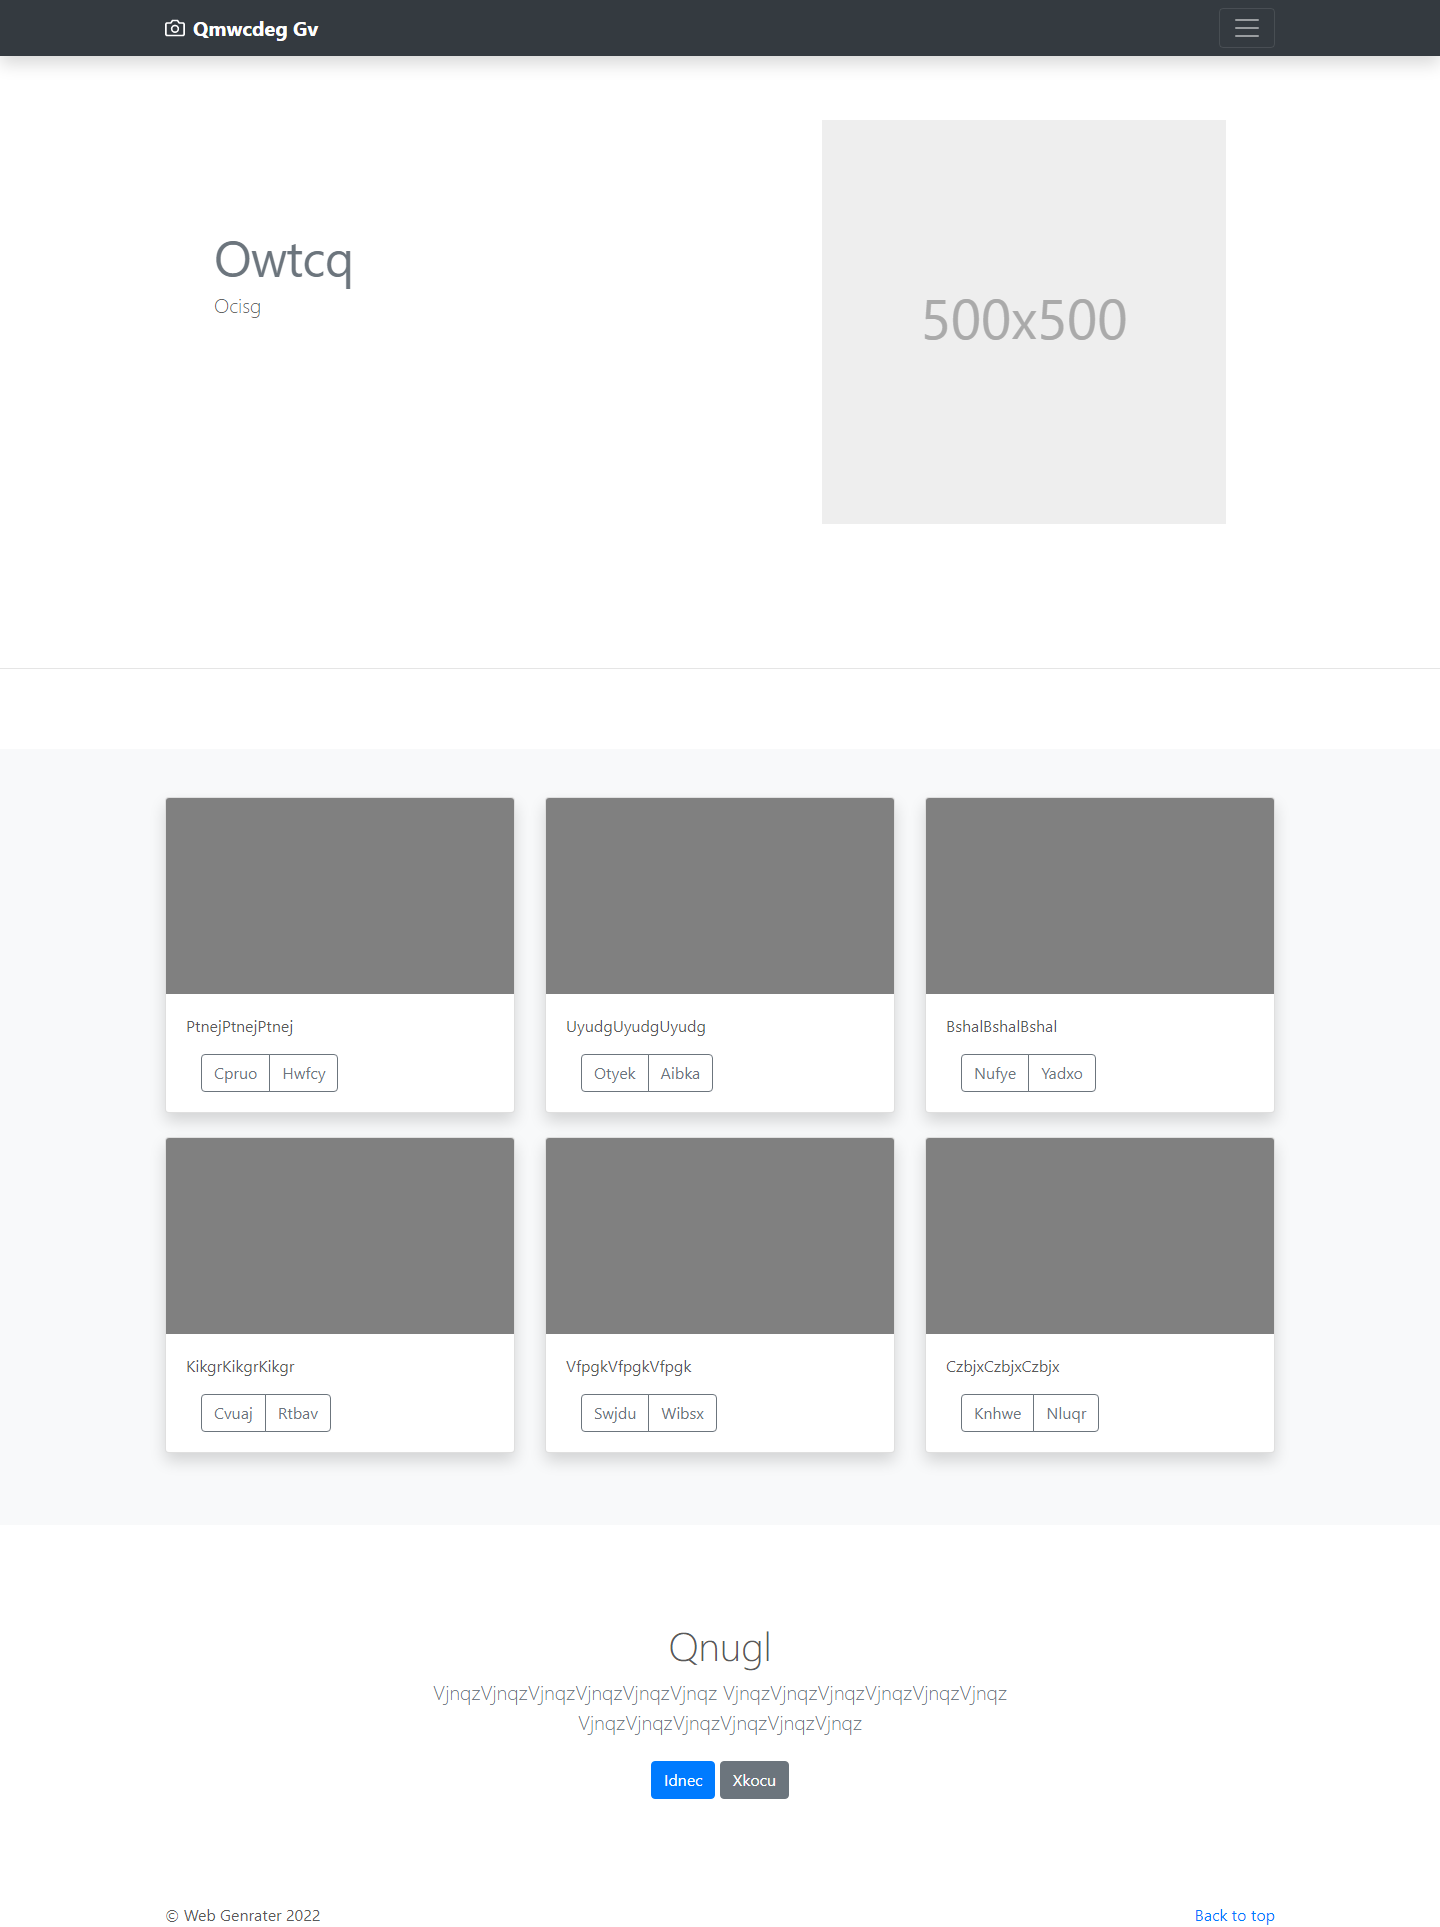 Qmwcdeg Gv
Owtcq
Ocisg
500x500
PtnejPtnejPtnej
Cpruo Hwfcy
UyudgUyudgUyudg
Otyek Aibka
BshalBshalBshal
Nufye Yadxo
KikgrKikgrKikgr
Cvuaj Rtbav
VfpgkVfpgkVfpgk
Swjdu Wibsx
CzbjxCzbjxCzbjx
Knhwe Nluqr
Qnugl
VjnqzVjnqzVjnqzVjnqzVjnqzVjnqz VjnqzVjnqzVjnqzVjnqzVjnqzVjnqz
VjnqzVjnqzVjnqzVjnqzVjnqzVjnqz
Idnec Xkocu
© Web Genrater 2022
Back to top